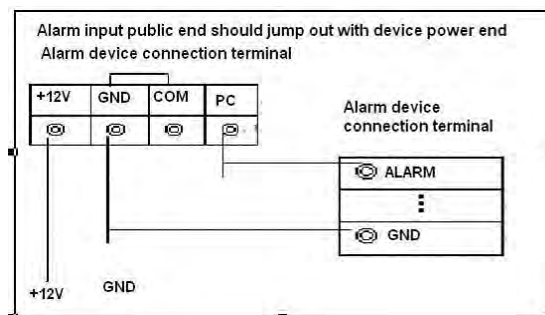 Alarm input public end should jump out with device power end
Alarm device connection terminal
+12V GND COM PC
Alarm device
connection terminal
ALARM
GND
+12V GND